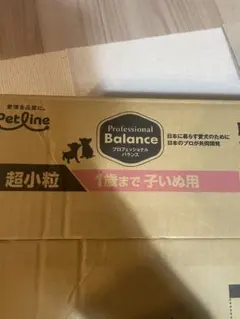 愛情を品質に。
Petline
Professional
Balance
プロフェッショナル
バランス
日本に暮らす愛犬のために
日本のプロが共同開発
超小粒
1歳まで 子いぬ用